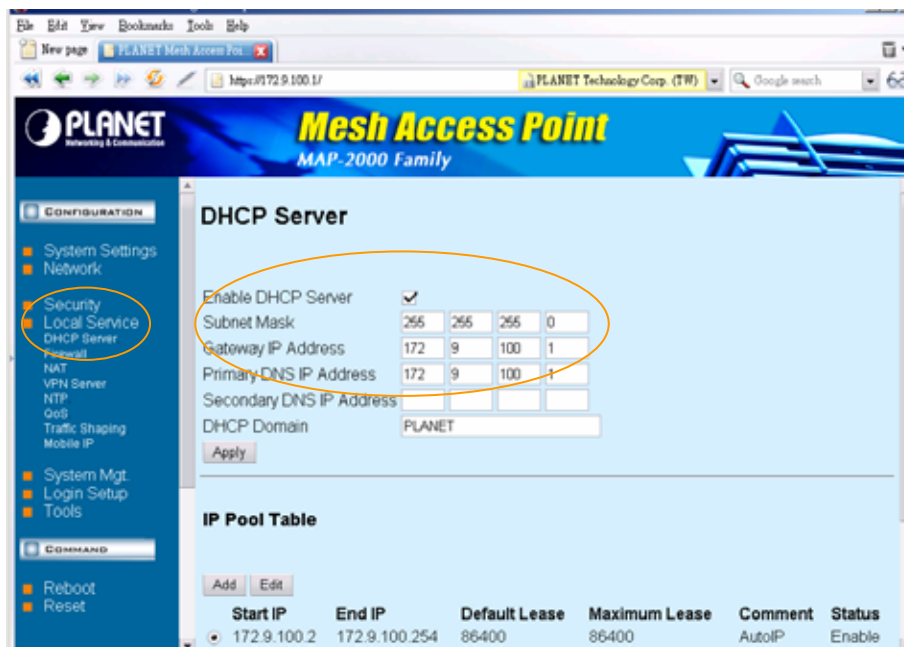 File Edit View Bookmarks Tools Help
New page PLANET Mesh Access Poi...
https://172.9.100.1/ PLANET Technology Corp. (TW) Google search
PLANET
Networking & Communication
Mesh Access Point
MAP-2000 Family
CONFIGURATION
System Settings
Network
Security
Local Service
DHCP Server
Firewall
NAT
VPN Server
NTP
QoS
Traffic Shaping
Mobile IP
System Mgt.
Login Setup
Tools
COMMAND
Reboot
Reset
DHCP Server
Enable DHCP Server
Subnet Mask 255 255 255 0
Gateway IP Address 172 9 100 1
Primary DNS IP Address 172 9 100 1
Secondary DNS IP Address
DHCP Domain PLANET
Apply
IP Pool Table
Add Edit
Start IP End IP Default Lease Maximum Lease Comment Status
172.9.100.2 172.9.100.254 86400 86400 AutoIP Enable